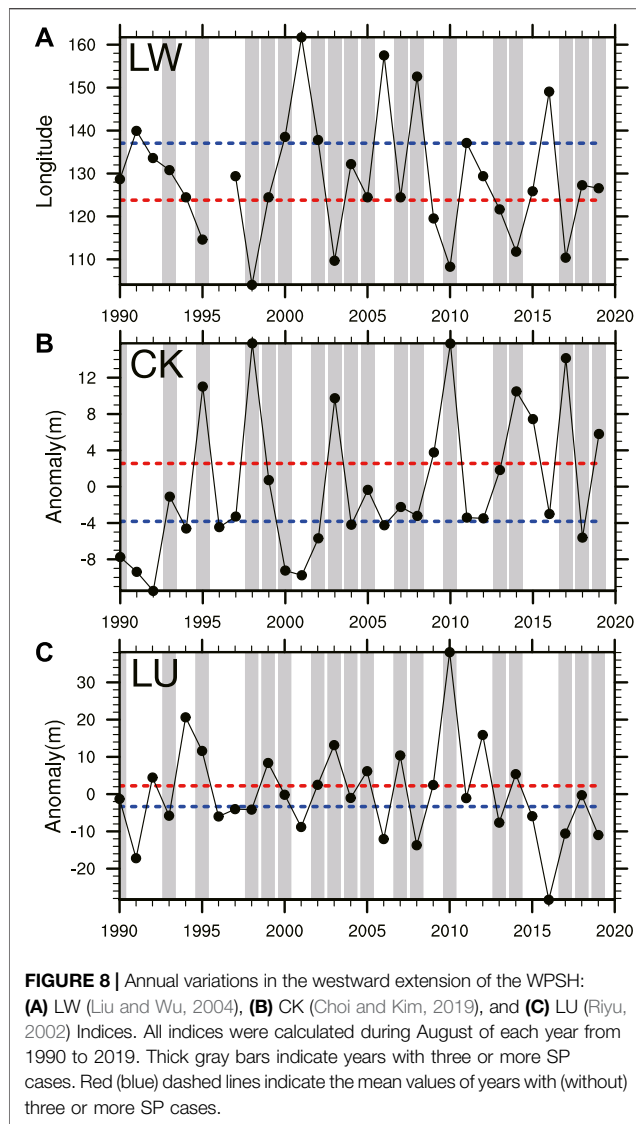 A
LW
Longitude
160
150
140
130
120
110
1990 1995 2000 2005 2010 2015 2020
B
CK
Anomaly(m)
12
8
4
0
-4
-8
1990 1995 2000 2005 2010 2015 2020
C
LU
Anomaly(m)
30
20
10
0
-10
-20
1990 1995 2000 2005 2010 2015 2020
FIGURE 8 | Annual variations in the westward extension of the WPSH:
(A) LW (Liu and Wu, 2004), (B) CK (Choi and Kim, 2019), and (C) LU (Riyu,
2002) Indices. All indices were calculated during August of each year from
1990 to 2019. Thick gray bars indicate years with three or more SP
cases. Red (blue) dashed lines indicate the mean values of years with (without)
three or more SP cases.